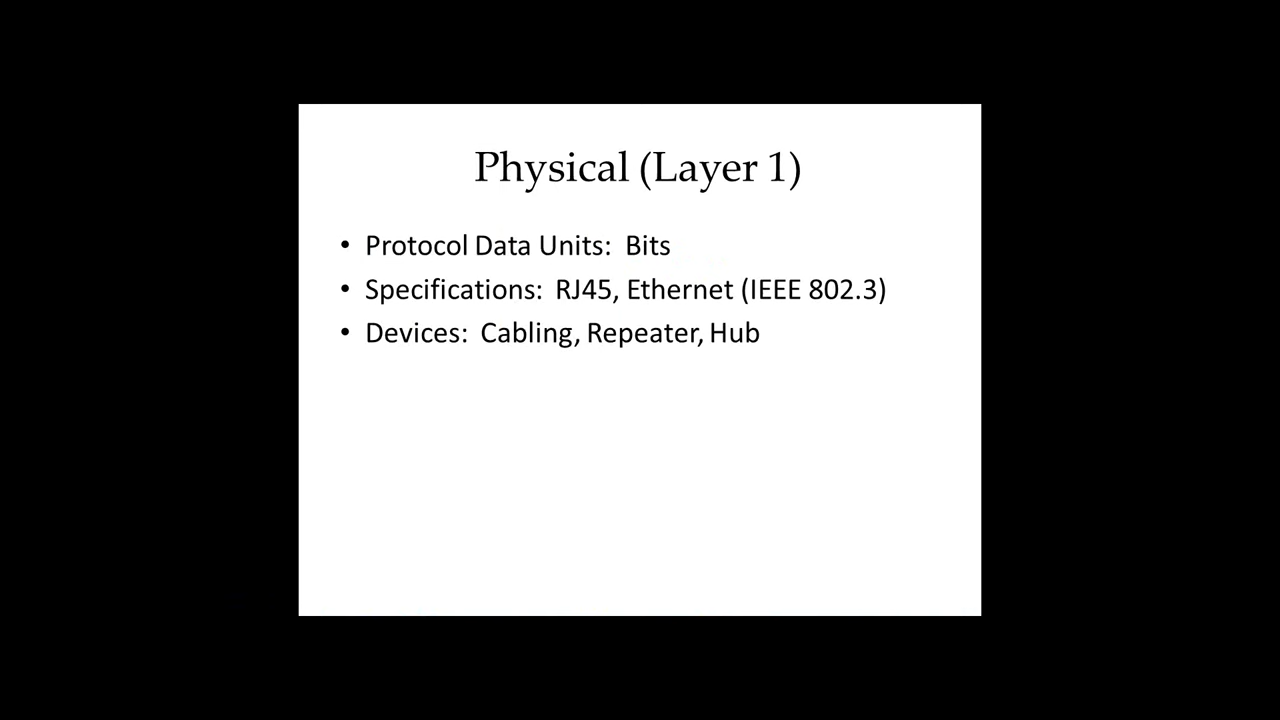 Physical (Layer 1)
• Protocol Data Units: Bits
• Specifications: RJ45, Ethernet (IEEE 802.3)
• Devices: Cabling, Repeater, Hub